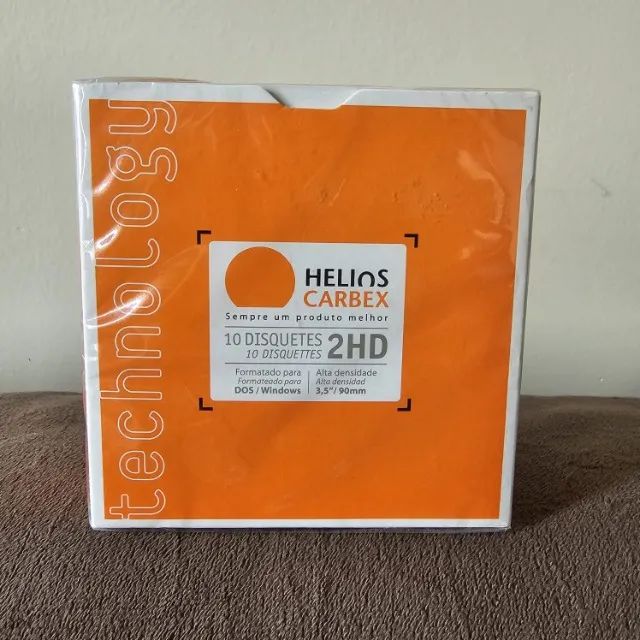 technology
HELIOS
CARBEX
Sempre um produto melhor
10 DISQUETES
10 DISQUETTES
2HD
Formatado para
Formateado para
DOS / Windows
Alta densidade
Alta densidad
3,5"/ 90mm